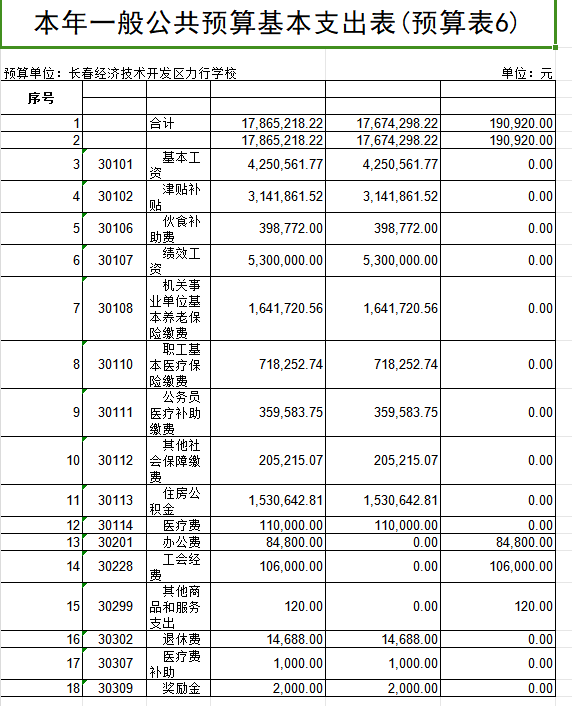 本年一般公共预算基本支出表(预算表6)
预算单位：长春经济技术开发区力行学校 单位：元
序号
1 合计 17,865,218.22 17,674,298.22 190,920.00
2 17,865,218.22 17,674,298.22 190,920.00
3 30101 基本工资 4,250,561.77 4,250,561.77 0.00
4 30102 津贴补贴 3,141,861.52 3,141,861.52 0.00
5 30106 伙食补助费 398,772.00 398,772.00 0.00
6 30107 绩效工资 5,300,000.00 5,300,000.00 0.00
7 30108 机关事业单位基本养老保险缴费 1,641,720.56 1,641,720.56 0.00
8 30110 职工基本医疗保险缴费 718,252.74 718,252.74 0.00
9 30111 公务员医疗补助缴费 359,583.75 359,583.75 0.00
10 30112 其他社会保障缴费 205,215.07 205,215.07 0.00
11 30113 住房公积金 1,530,642.81 1,530,642.81 0.00
12 30114 医疗费 110,000.00 110,000.00 0.00
13 30201 办公费 84,800.00 0.00 84,800.00
14 30228 工会经费 106,000.00 0.00 106,000.00
15 30299 其他商品和服务支出 120.00 0.00 120.00
16 30302 退休费 14,688.00 14,688.00 0.00
17 30307 医疗费补助 1,000.00 1,000.00 0.00
18 30309 奖励金 2,000.00 2,000.00 0.00